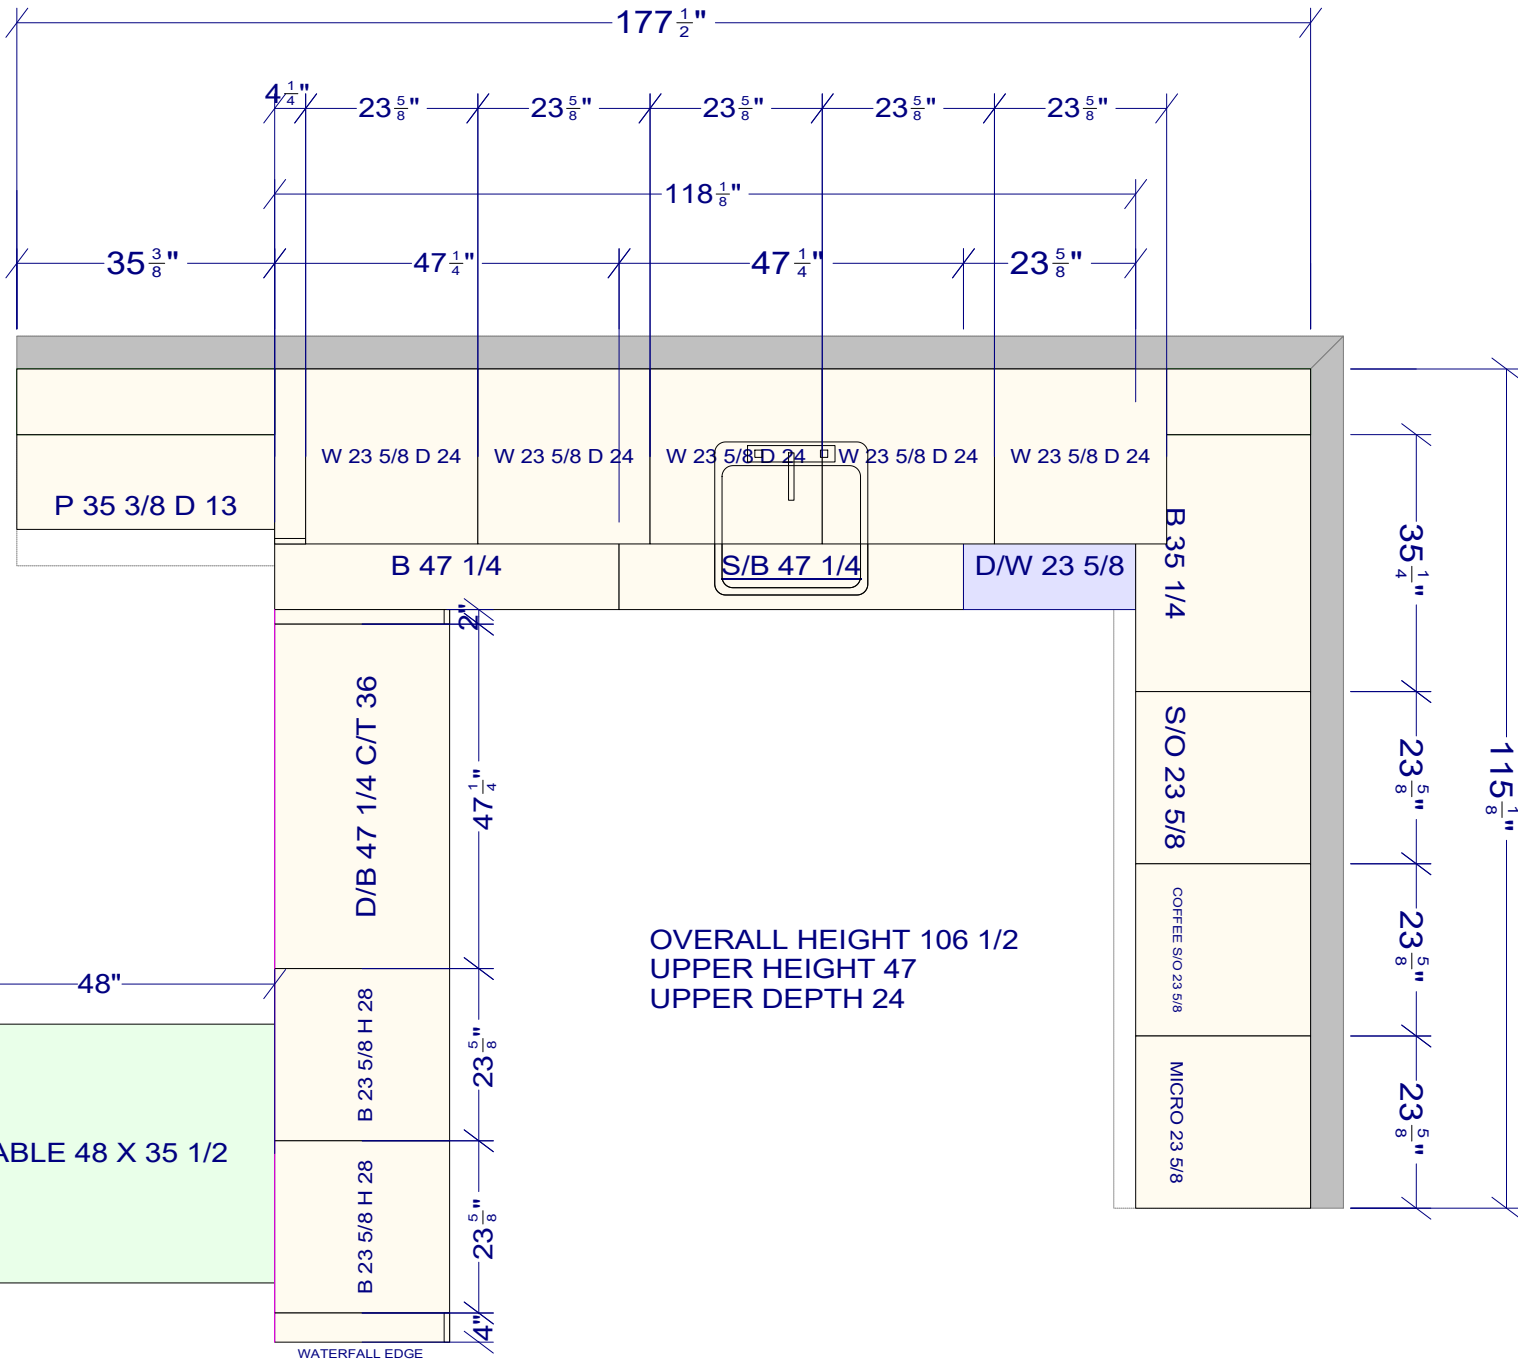 177 1/2"
4 1/4"
23 5/8"
23 5/8"
23 5/8"
23 5/8"
23 5/8"
118 1/8"
35 3/8"
47 1/4"
47 1/4"
23 5/8"
W 23 5/8 D 24
W 23 5/8 D 24
W 23 5/8 D 24
W 23 5/8 D 24
W 23 5/8 D 24
P 35 3/8 D 13
B 47 1/4
S/B 47 1/4
D/W 23 5/8
B 35 1/4
35 1/4"
2"
D/B 47 1/4 C/T 36
47 1/4"
S/O 23 5/8
23 5/8"
115 1/8"
COFFEE S/O 23 5/8
23 5/8"
OVERALL HEIGHT 106 1/2
UPPER HEIGHT 47
UPPER DEPTH 24
48"
B 23 5/8 H 28
23 5/8"
MICRO 23 5/8
23 5/8"
ABLE 48 X 35 1/2
B 23 5/8 H 28
23 5/8"
4"
WATERFALL EDGE